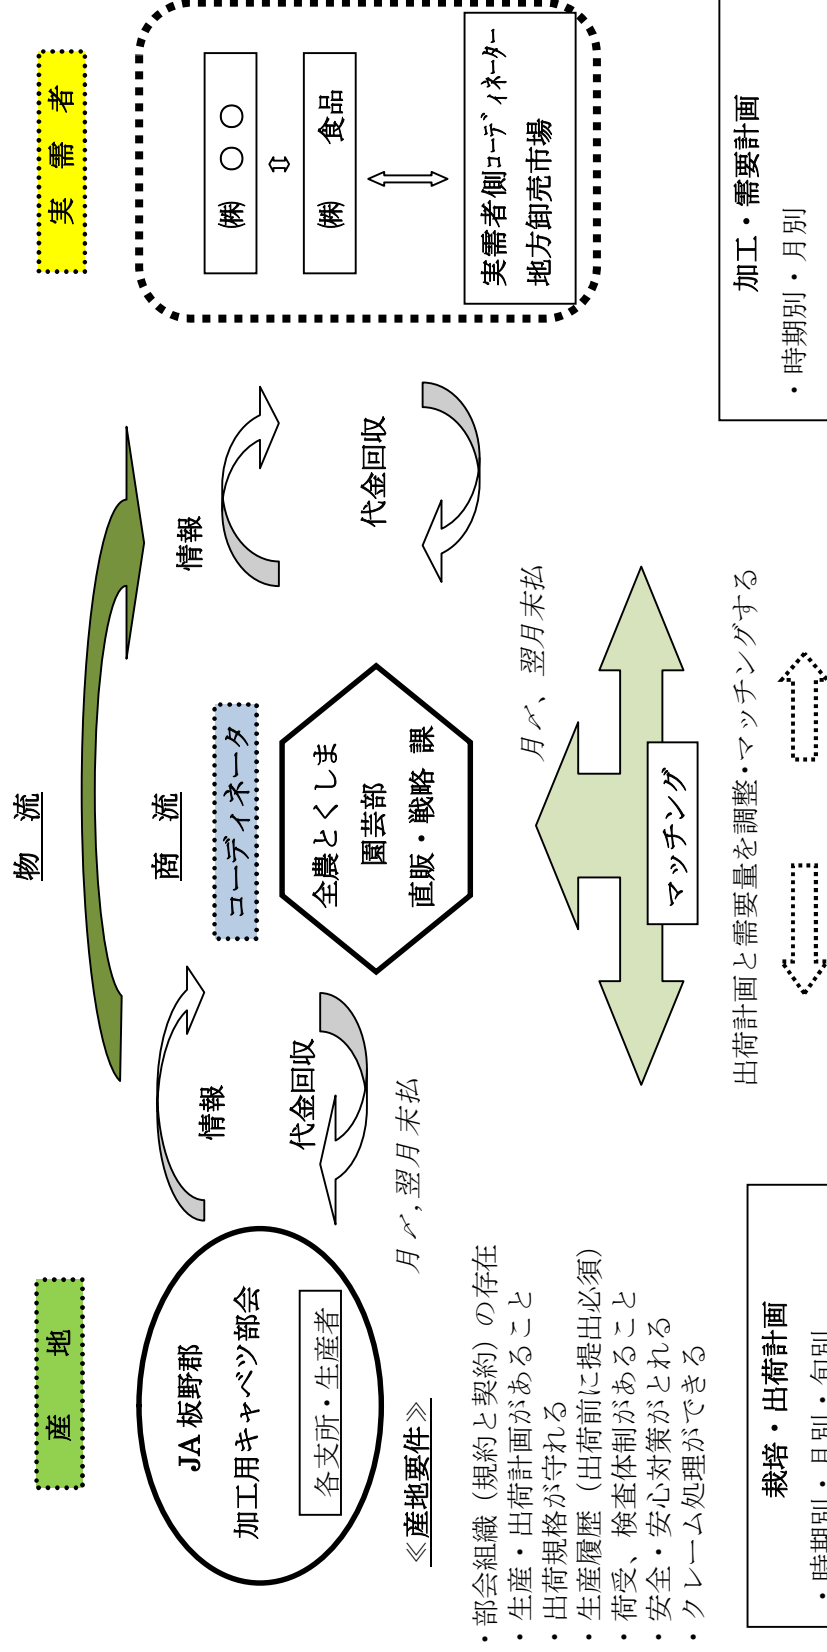 物　流
産　地
実　需　者
商　流
コーディネータ
JA 板野郡
加工用キャベツ部会
各支所・生産者
情報
代金回収
月〆,翌月末払
全農とくしま
園芸部
直販・戦略 課
情報
代金回収
月〆、翌月末払
㈱　○ ○
㈱　食品
実需者側コーディネーター
地方卸売市場
≪産地要件≫
・部会組織（規約と契約）の存在
・生産・出荷計画があること
・出荷規格が守れる
・生産履歴（出荷前に提出必須）
・荷受、検査体制があること
・安全・安心対策がとれる
・クレーム処理ができる
マッチング
出荷計画と需要量を調整・マッチングする
栽培・出荷計画
・時期別・月別・旬別
加工・需要計画
・時期別・月別